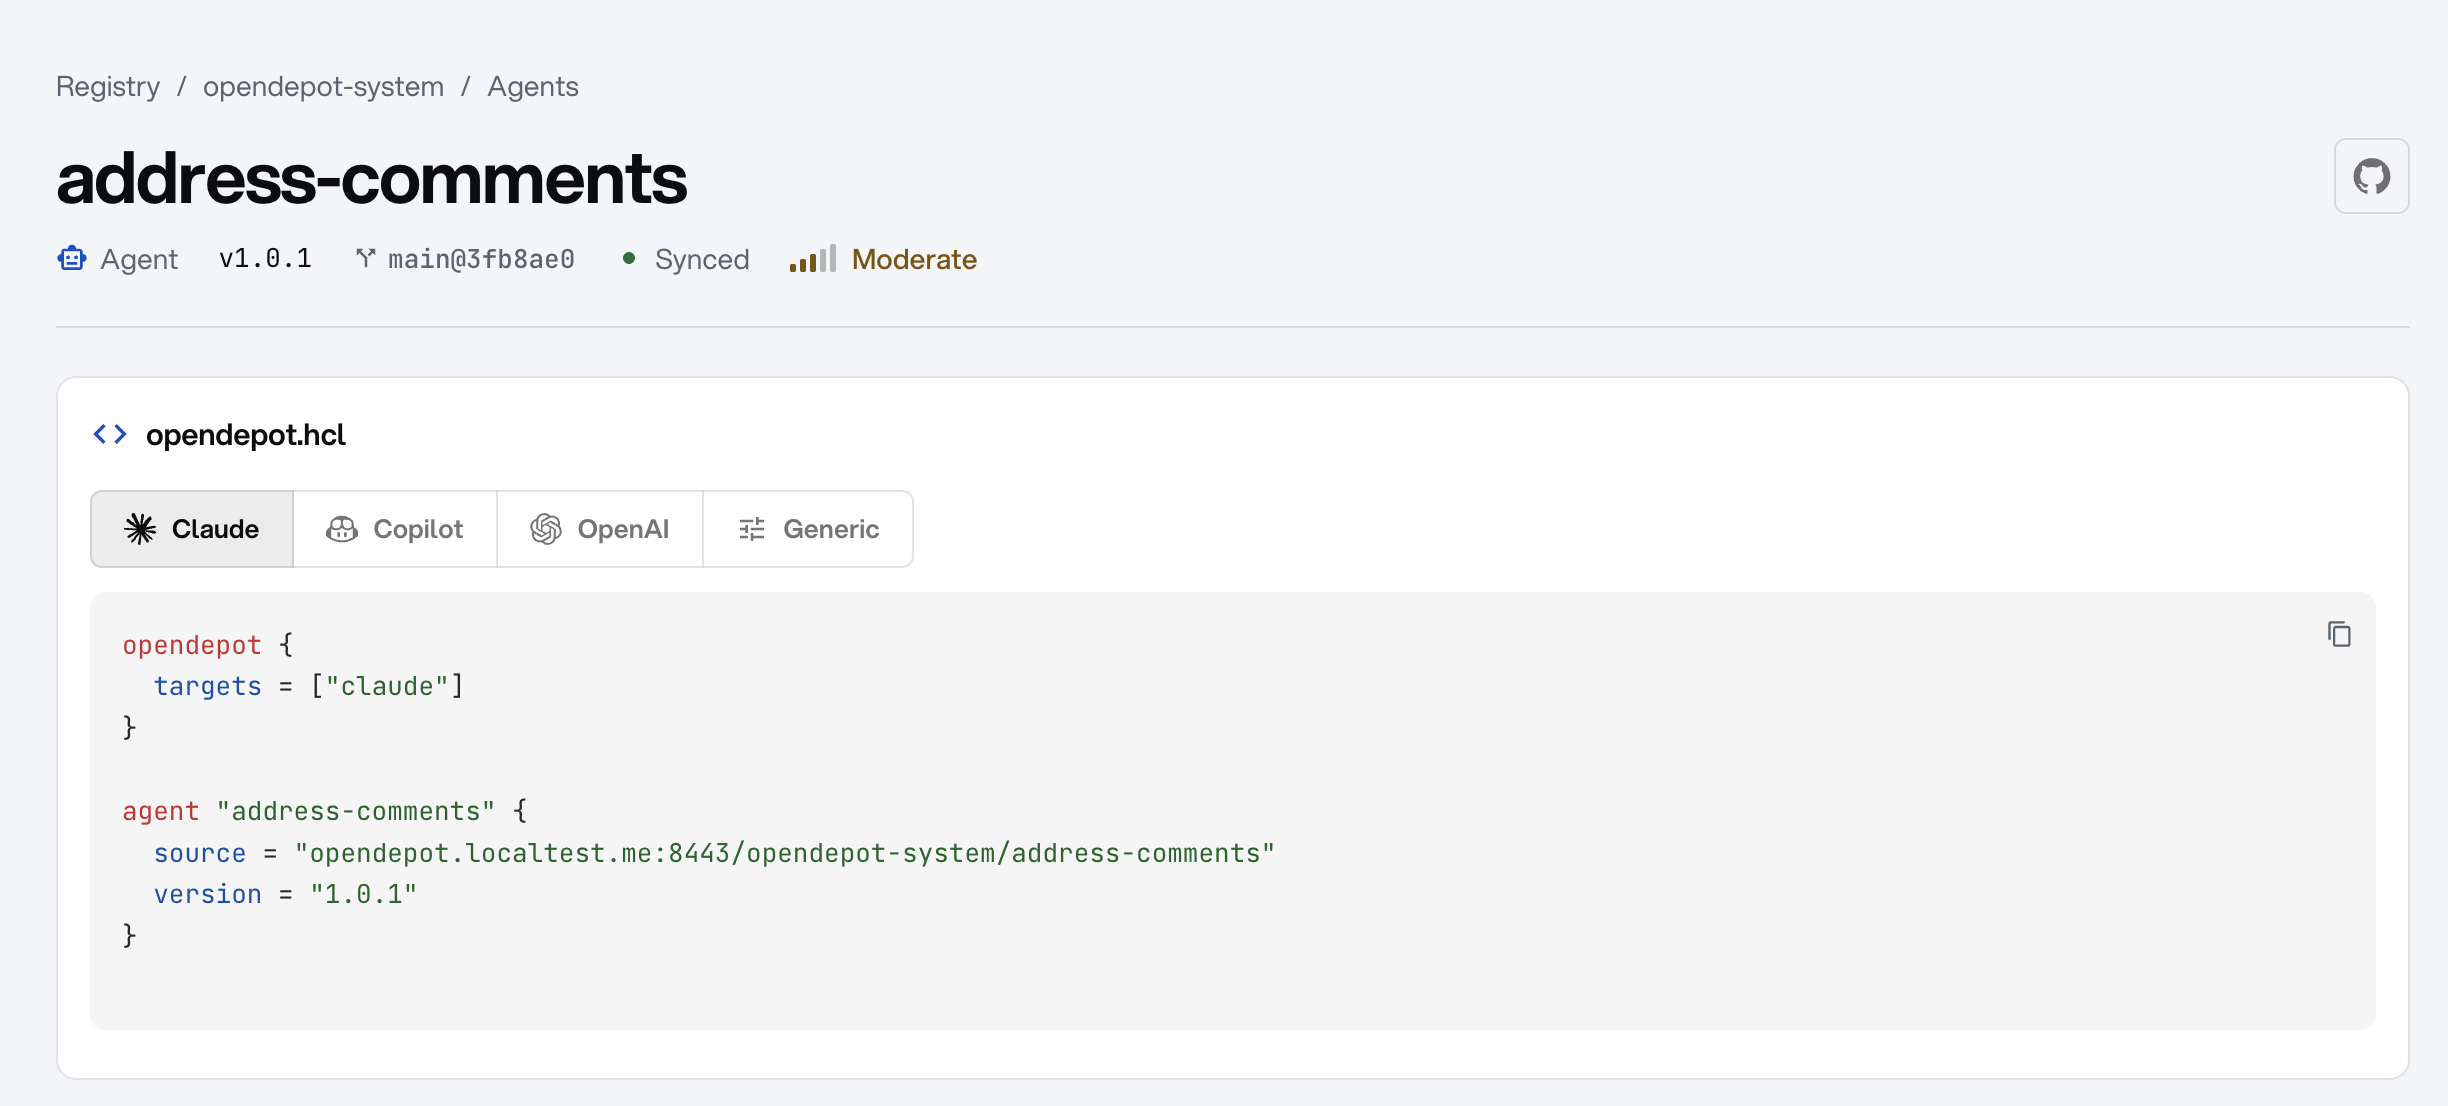 Registry / opendepot-system / Agents
address-comments
Agent v1.0.1 main@3fb8ae0 Synced Moderate
opendepot.hcl
Claude Copilot OpenAI Generic
opendepot {
  targets = ["claude"]
}
agent "address-comments" {
  source = "opendepot.localtest.me:8443/opendepot-system/address-comments"
  version = "1.0.1"
}